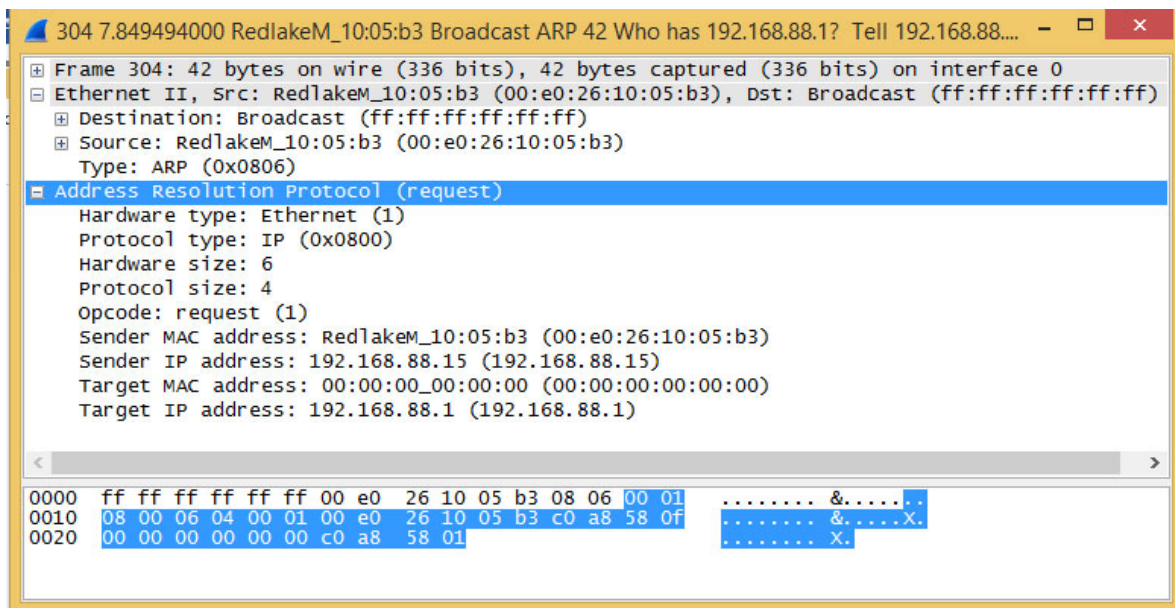 304 7.849494000 RedlakeM_10:05:b3 Broadcast ARP 42 Who has 192.168.88.1? Tell 192.168.88....
Frame 304: 42 bytes on wire (336 bits), 42 bytes captured (336 bits) on interface 0
Ethernet II, Src: RedlakeM_10:05:b3 (00:e0:26:10:05:b3), Dst: Broadcast (ff:ff:ff:ff:ff:ff)
Destination: Broadcast (ff:ff:ff:ff:ff:ff)
Source: RedlakeM_10:05:b3 (00:e0:26:10:05:b3)
Type: ARP (0x0806)
Address Resolution Protocol (request)
Hardware type: Ethernet (1)
Protocol type: IP (0x0800)
Hardware size: 6
Protocol size: 4
Opcode: request (1)
Sender MAC address: RedlakeM_10:05:b3 (00:e0:26:10:05:b3)
Sender IP address: 192.168.88.15 (192.168.88.15)
Target MAC address: 00:00:00_00:00:00 (00:00:00:00:00:00)
Target IP address: 192.168.88.1 (192.168.88.1)
0000 ff ff ff ff ff ff 00 e0 26 10 05 b3 08 06 00 01 ........ &.......
0010 08 00 06 04 00 01 00 e0 26 10 05 b3 c0 a8 58 0f ........ &.....X.
0020 00 00 00 00 00 00 c0 a8 58 01 ........ X.